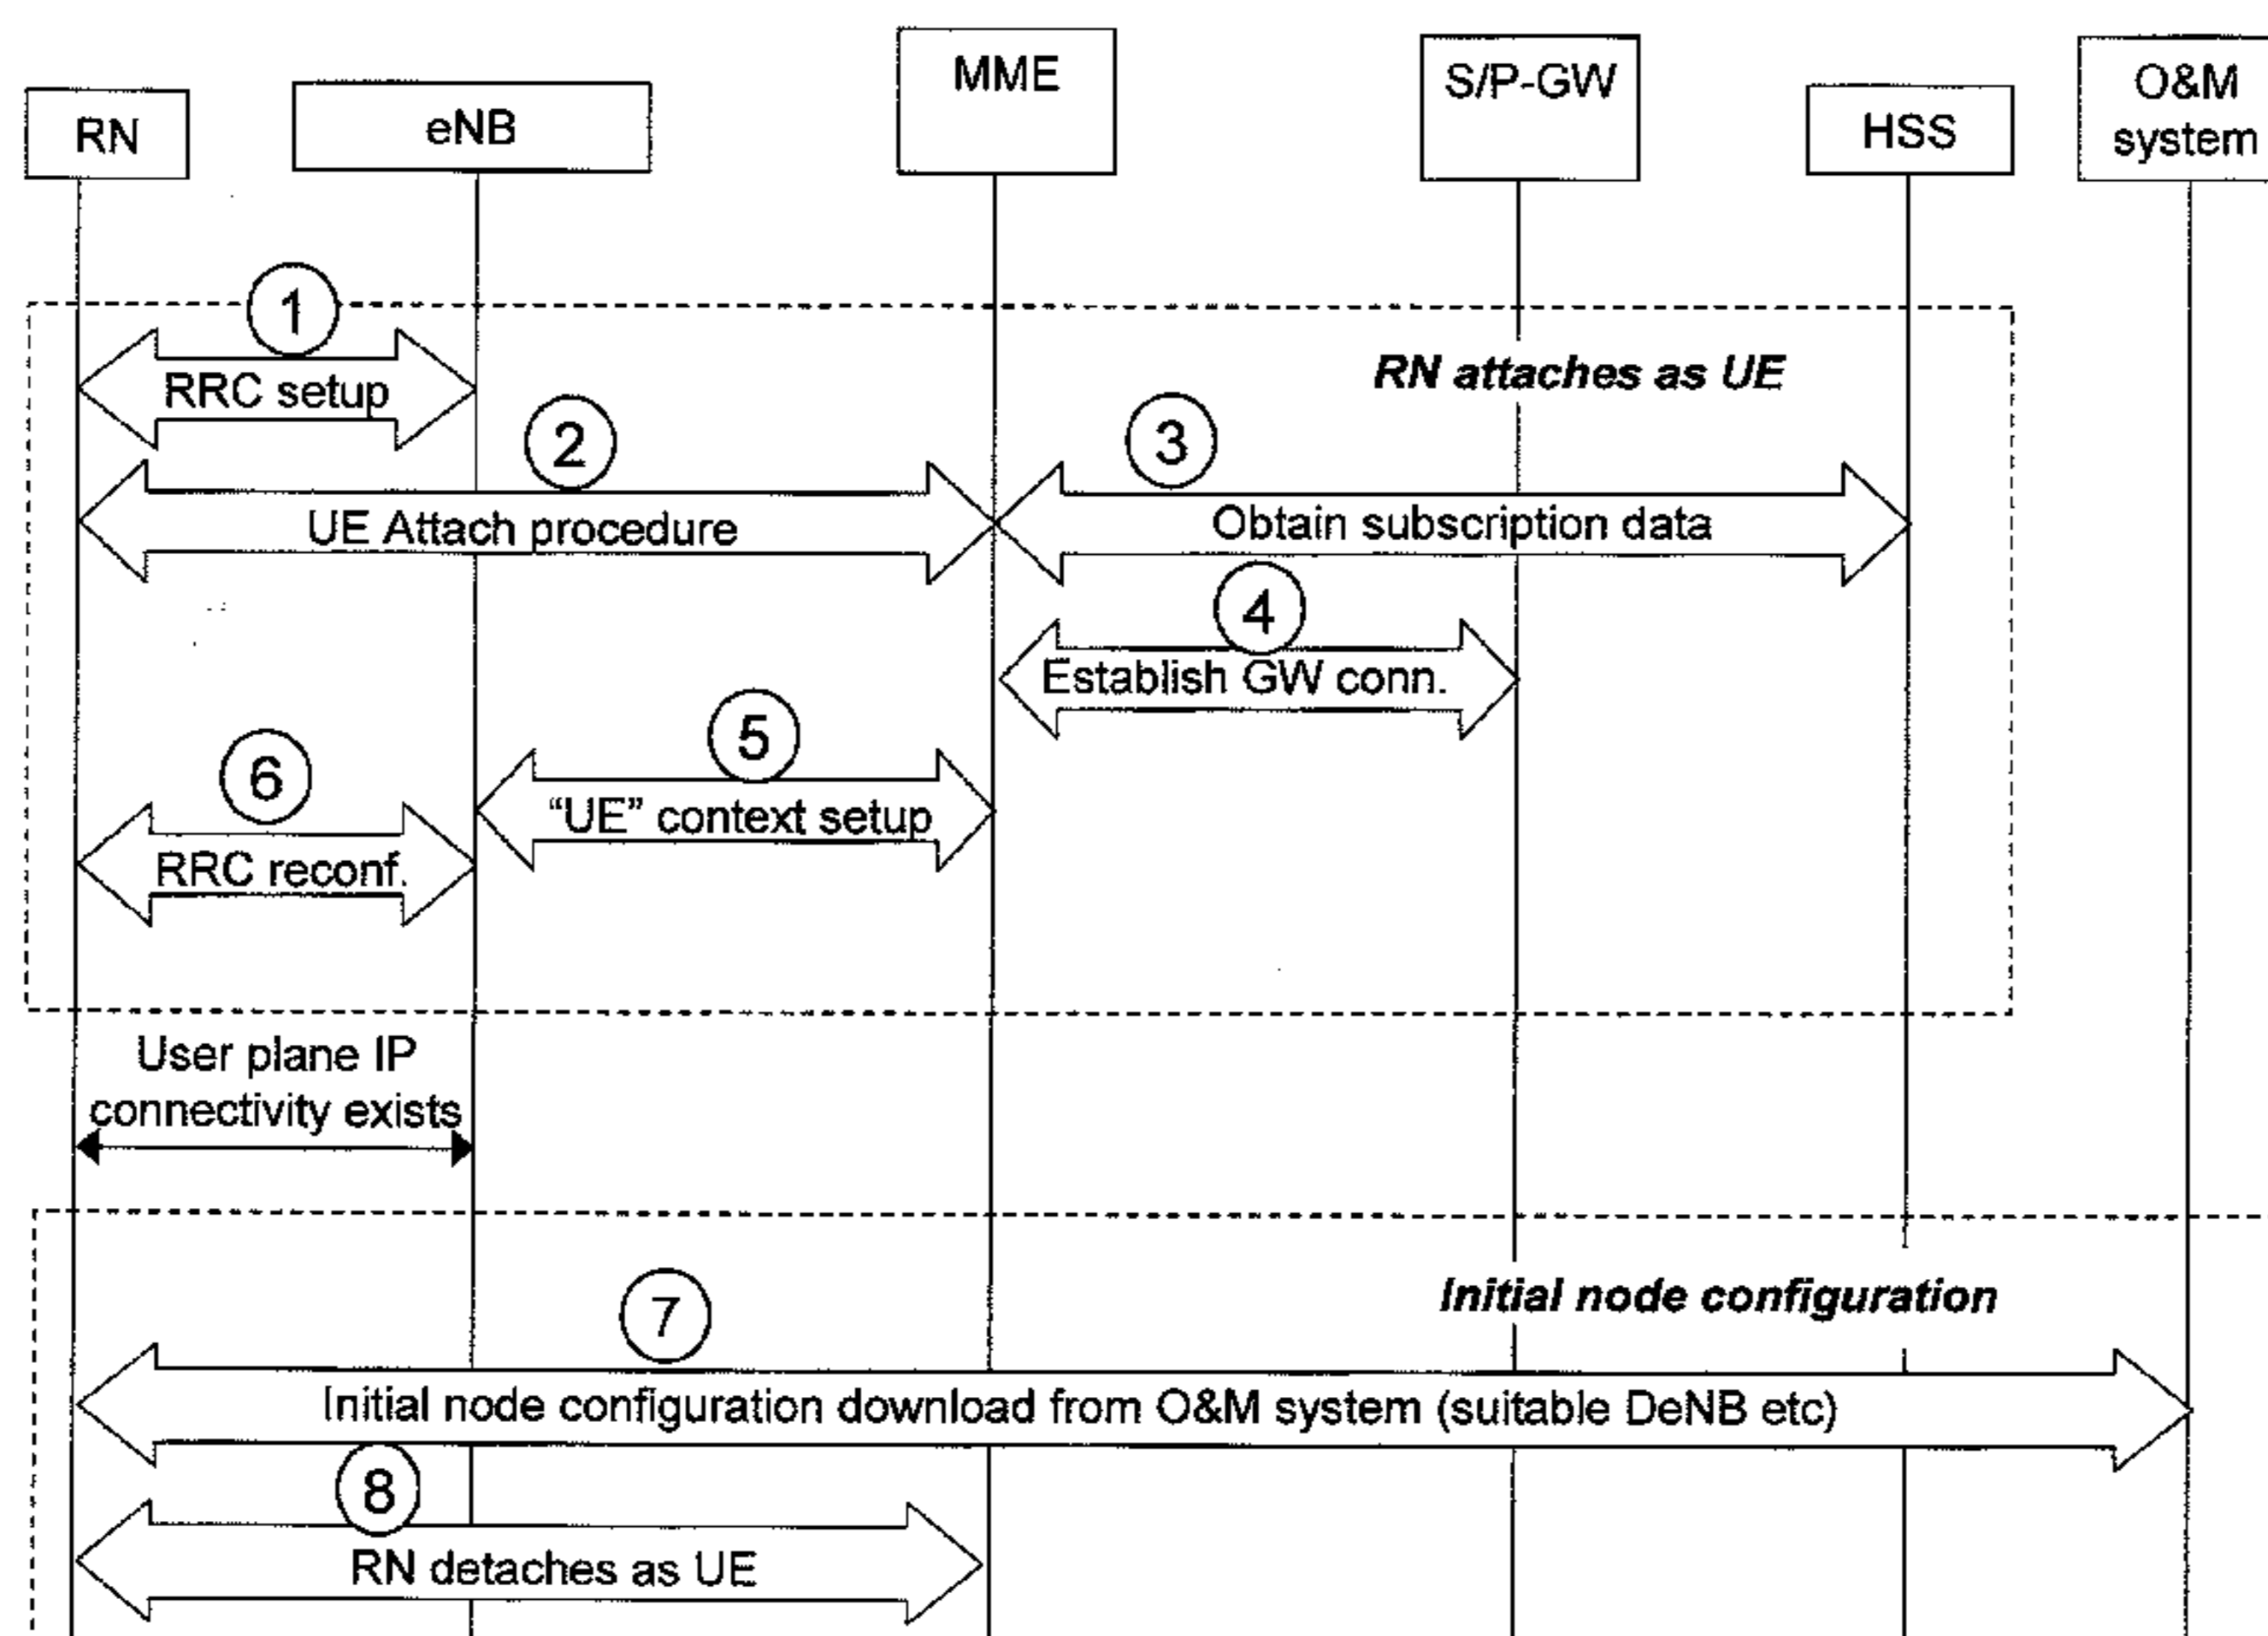 RN
eNB
MME
S/P-GW
HSS
O&M
system
1
RRC setup
RN attaches as UE
2
3
UE Attach procedure
Obtain subscription data
4
Establish GW conn.
5
6
“UE” context setup
RRC reconf.
User plane IP
connectivity exists
Initial node configuration
7
Initial node configuration download from O&M system (suitable DeNB etc)
8
RN detaches as UE